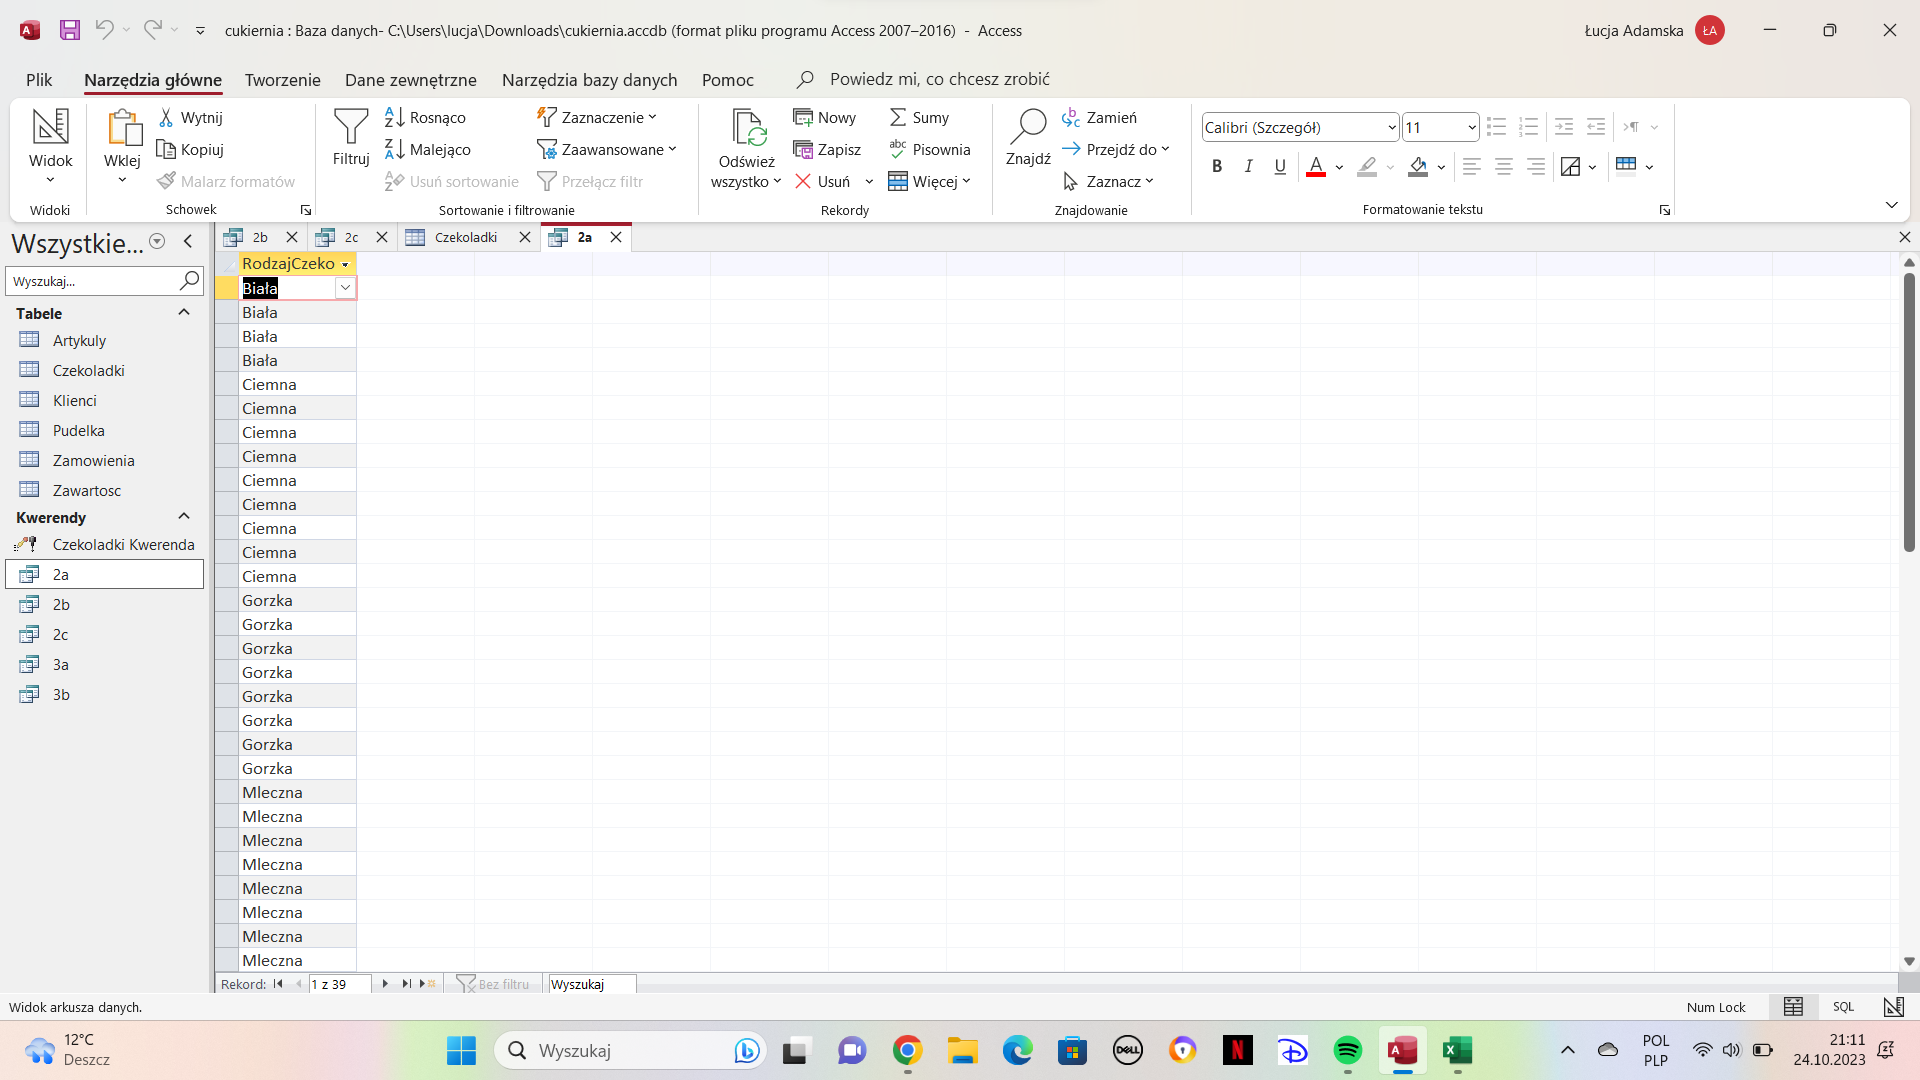 cukiernia : Baza danych- C:\Users\lucja\Downloads\cukiernia.accdb (format pliku programu Access 2007–2016) - Access
Łucja Adamska
ŁA
Plik
Narzędzia główne
Tworzenie
Dane zewnętrzne
Narzędzia bazy danych
Pomoc
Powiedz mi, co chcesz zrobić
Widok
Widoki
Wklej
Wytnij
Kopiuj
Malarz formatów
Schowek
Filtruj
Rosnąco
Malejąco
Usuń sortowanie
Zaznaczenie
Zaawansowane
Przełącz filtr
Sortowanie i filtrowanie
Odśwież
wszystko
Nowy
Zapisz
Usuń
Sumy
Pisownia
Więcej
Rekordy
Znajdź
Zamień
Przejdź do
Zaznacz
Znajdowanie
Calibri (Szczegół)
11
B I U
Formatowanie tekstu
Wszystkie...
Wyszukaj...
Tabele
Artykuly
Czekoladki
Klienci
Pudelka
Zamowienia
Zawartosc
Kwerendy
Czekoladki Kwerenda
2a
2b
2c
3a
3b
2b
2c
Czekoladki
2a
RodzajCzeko
Biała
Biała
Biała
Biała
Ciemna
Ciemna
Ciemna
Ciemna
Ciemna
Ciemna
Ciemna
Ciemna
Ciemna
Gorzka
Gorzka
Gorzka
Gorzka
Gorzka
Gorzka
Gorzka
Gorzka
Mleczna
Mleczna
Mleczna
Mleczna
Mleczna
Mleczna
Mleczna
Mleczna
Rekord:
1 z 39
Bez filtru
Wyszukaj
Widok arkusza danych.
Num Lock
SQL
12°C
Deszcz
Wyszukaj
DELL
N
POL
PLP
21:11
24.10.2023